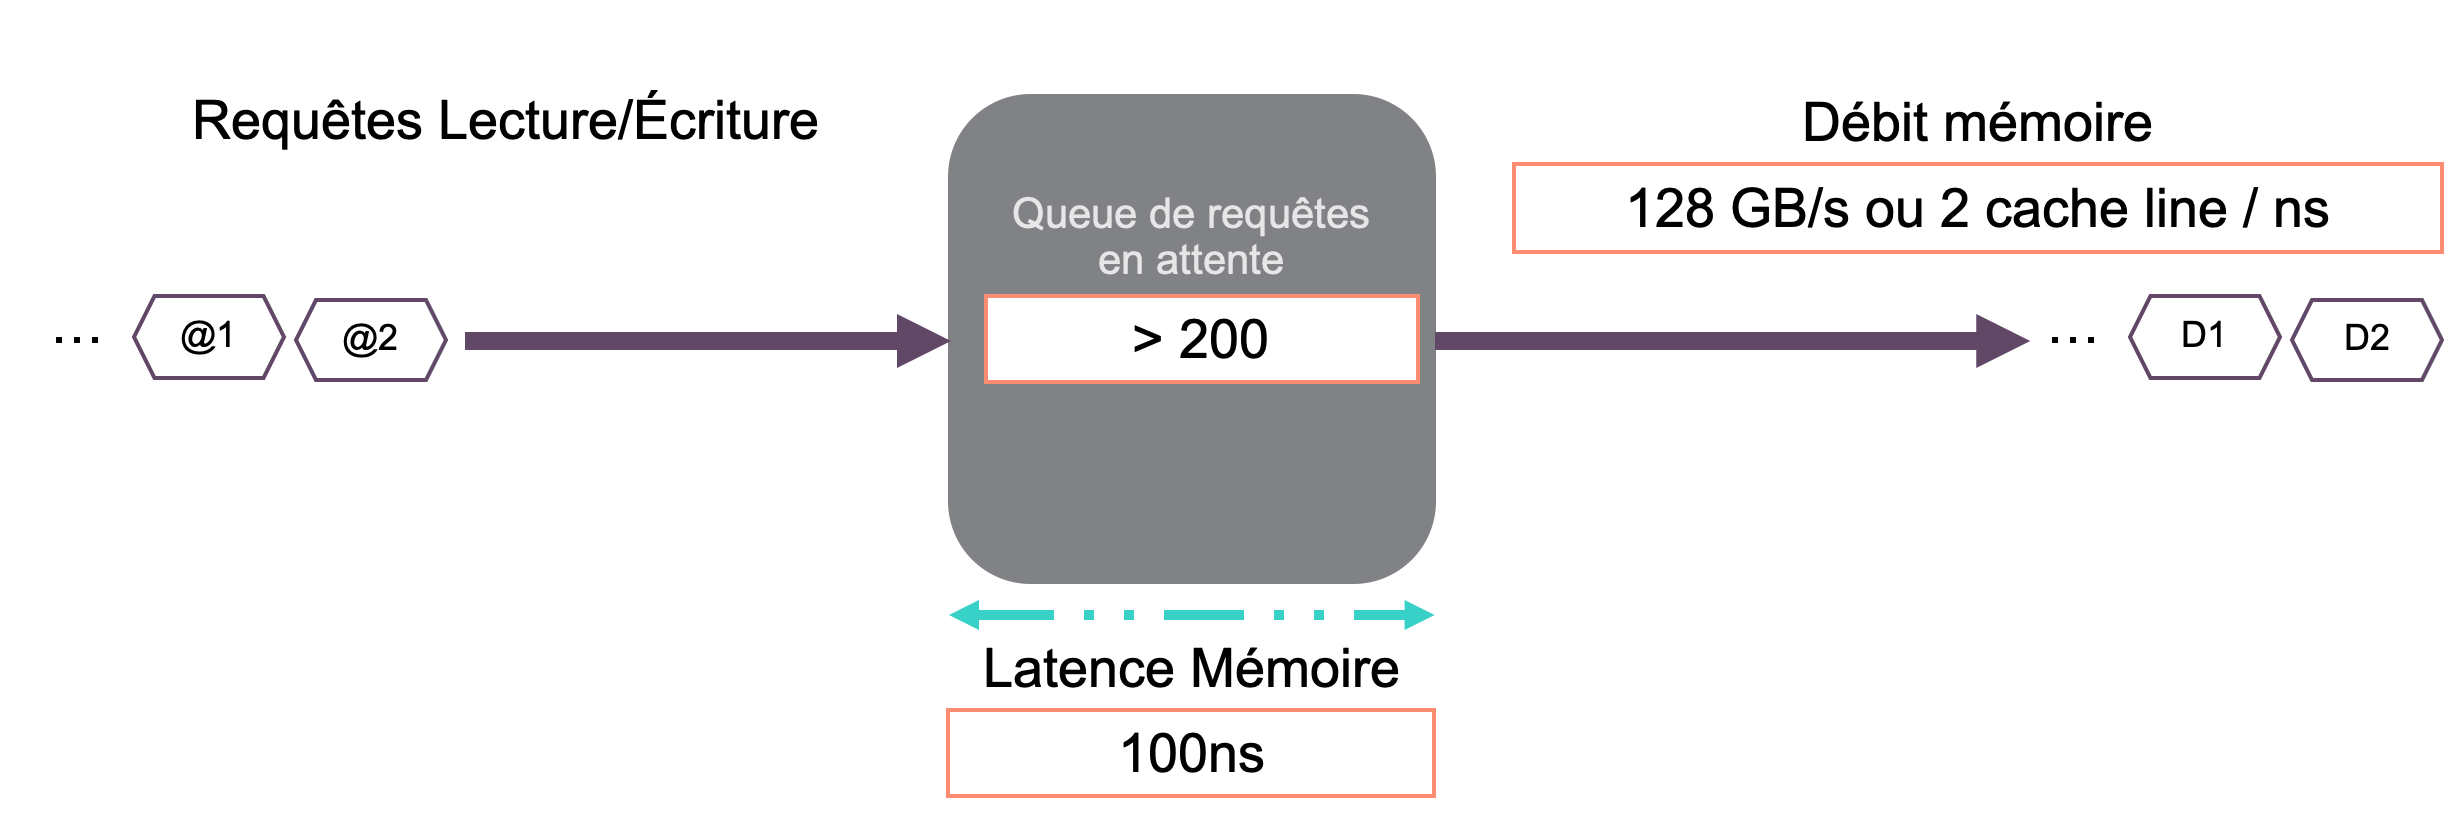 Requêtes Lecture/Écriture
Débit mémoire
128 GB/s ou 2 cache line / ns
Queue de requêtes
en attente
> 200
... @1 @2
... D1 D2
Latence Mémoire
100ns